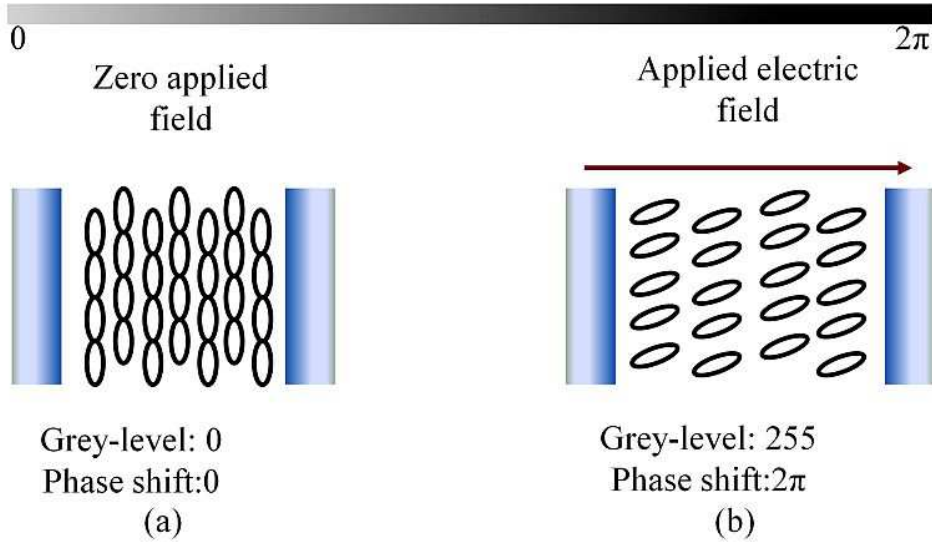 0
2π
Zero applied
field
Applied electric
field
Grey-level: 0
Phase shift:0
(a)
Grey-level: 255
Phase shift:2π
(b)